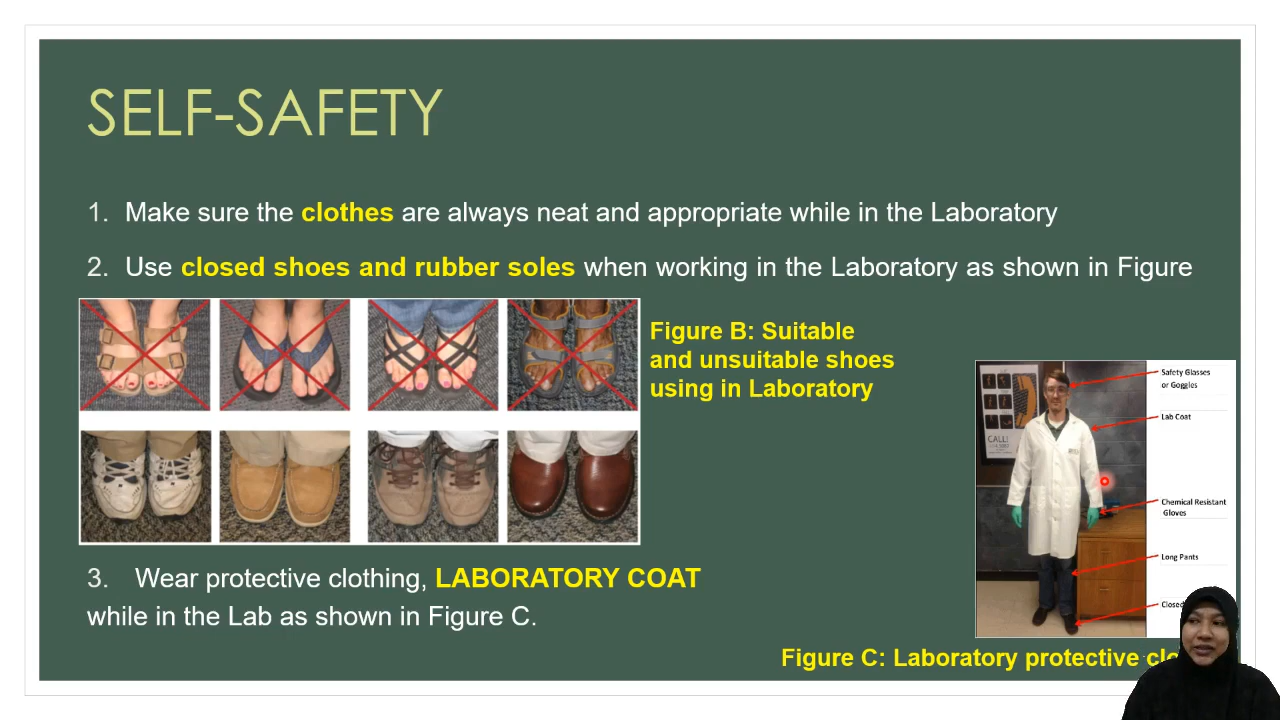 SELF-SAFETY
1. Make sure the clothes are always neat and appropriate while in the Laboratory
2. Use closed shoes and rubber soles when working in the Laboratory as shown in Figure
Figure B: Suitable
and unsuitable shoes
using in Laboratory
Safety Glasses
or Goggles
Lab Coat
CALL!
Chemical Resistant
Gloves
Long Pants
Closed
3. Wear protective clothing, LABORATORY COAT
while in the Lab as shown in Figure C.
Figure C: Laboratory protective